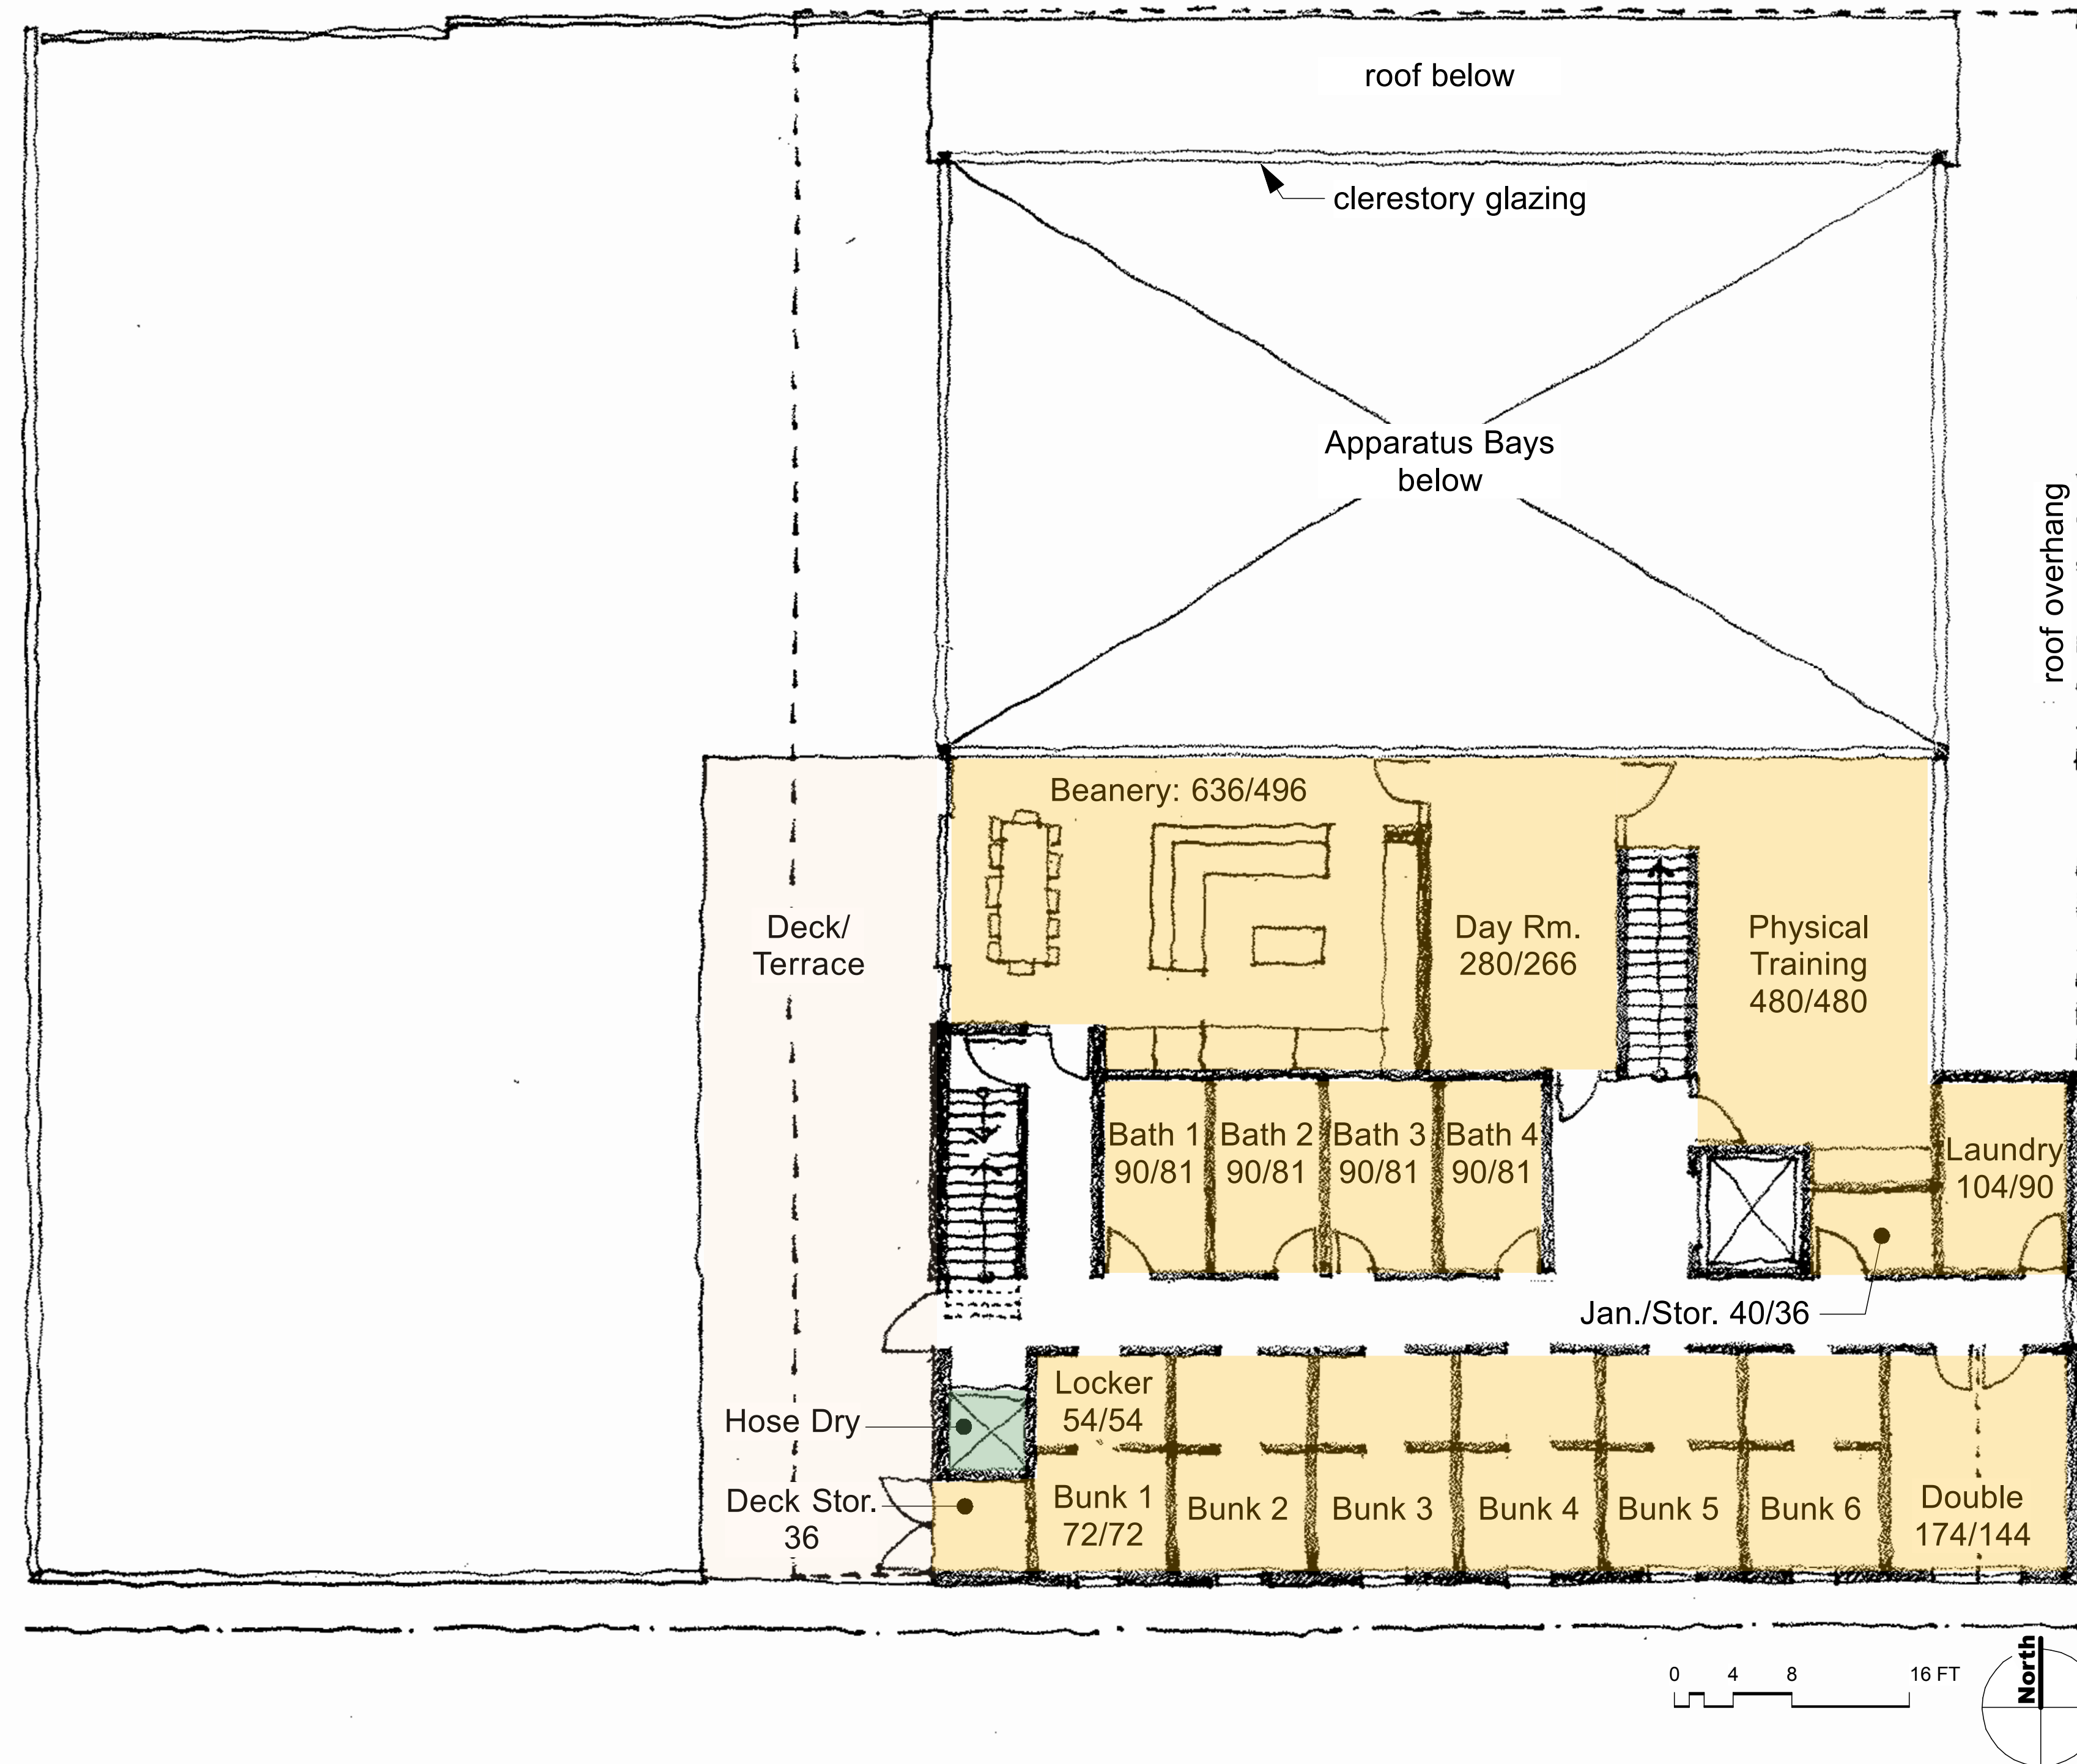 roof below
clerestory glazing
Apparatus Bays
below
roof overhang
Beanery: 636/496
Deck/
Terrace
Day Rm.
280/266
Physical
Training
480/480
Bath 1
90/81
Bath 2
90/81
Bath 3
90/81
Bath 4
90/81
Laundry
104/90
Jan./Stor. 40/36
Locker
54/54
Hose Dry
Deck Stor.
36
Bunk 1
72/72
Bunk 2
Bunk 3
Bunk 4
Bunk 5
Bunk 6
Double
174/144
0 4 8 16 FT
North